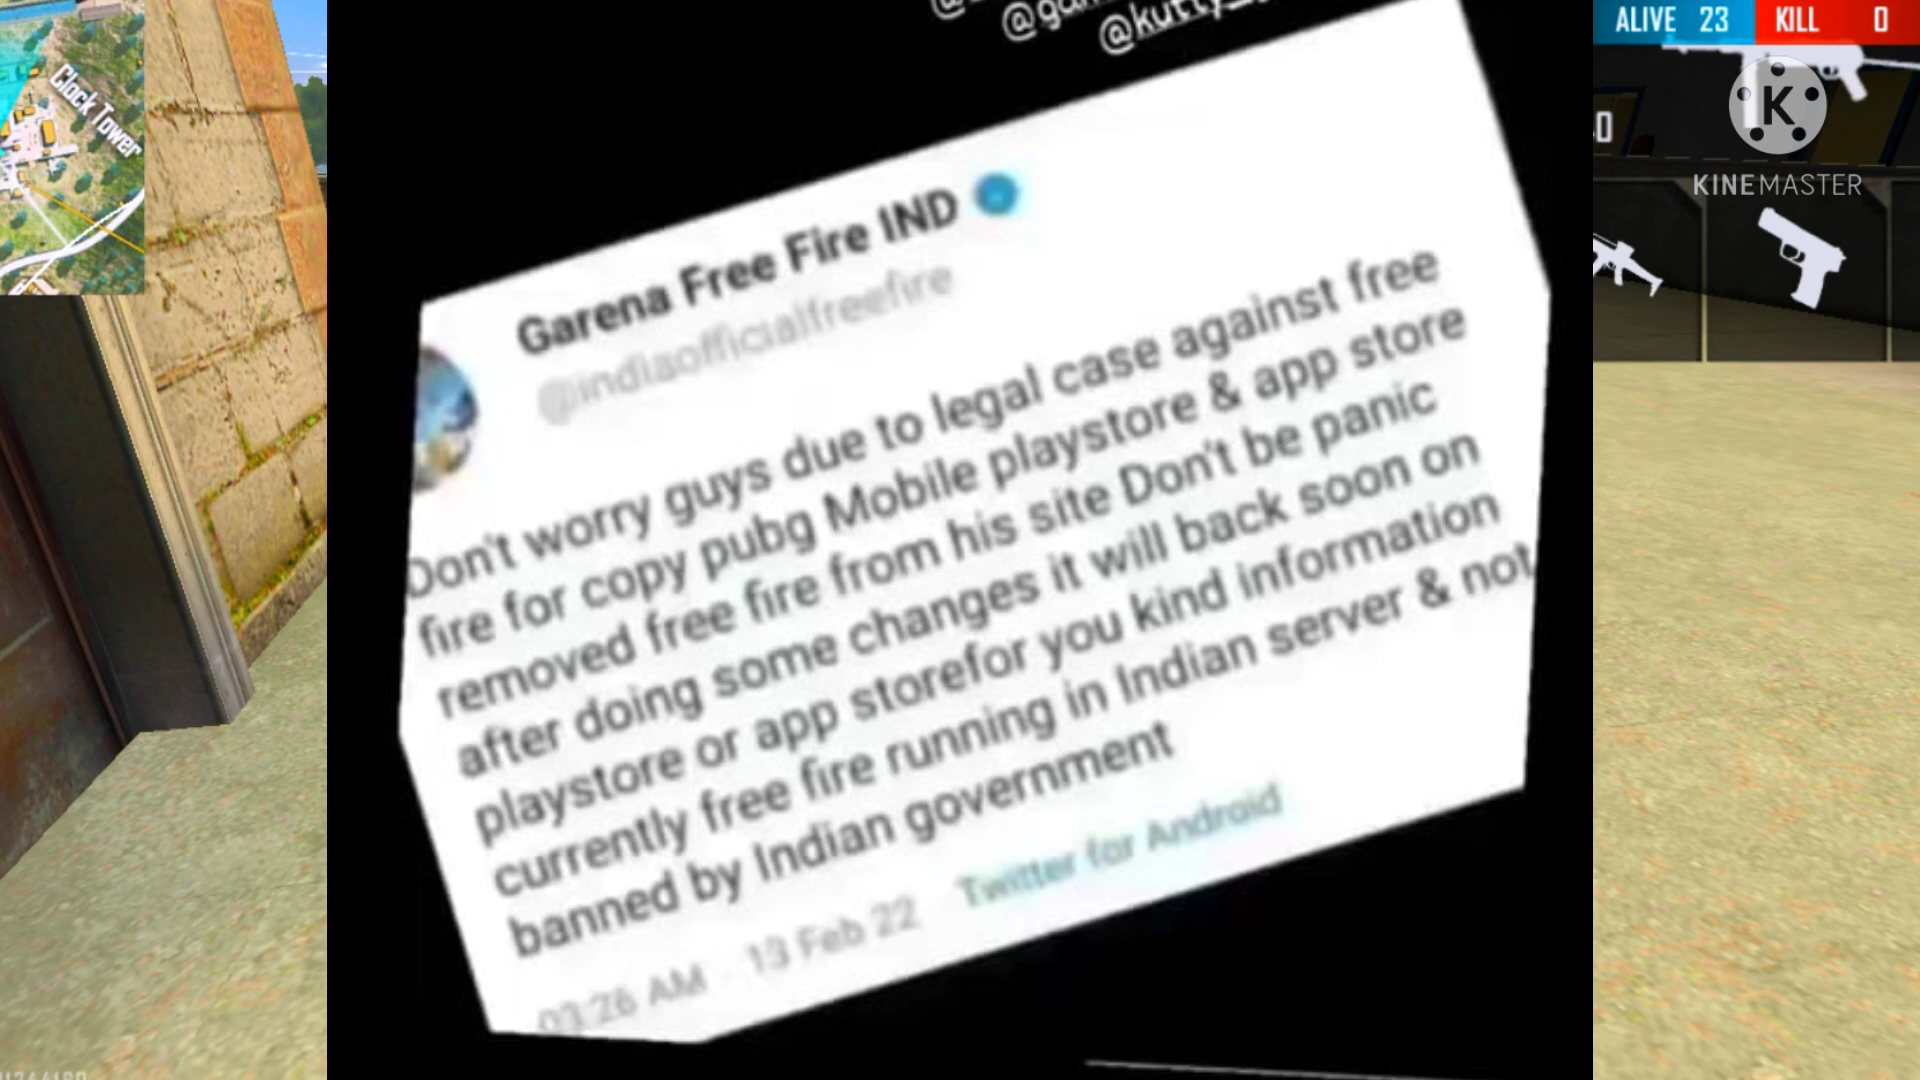 Clock Tower
ALIVE 23 KILL 0
KINEMASTER
Garena Free Fire IND
@indiaofficialfreefire
Don't worry guys due to legal case against free
fire for copy pubg Mobile playstore & app store
removed free fire from his site Don't be panic
after doing some changes it will back soon on
playstore or app storefor you kind information
currently free fire running in Indian server & not
banned by Indian government
03:26 AM · 13 Feb 22 Twitter for Android